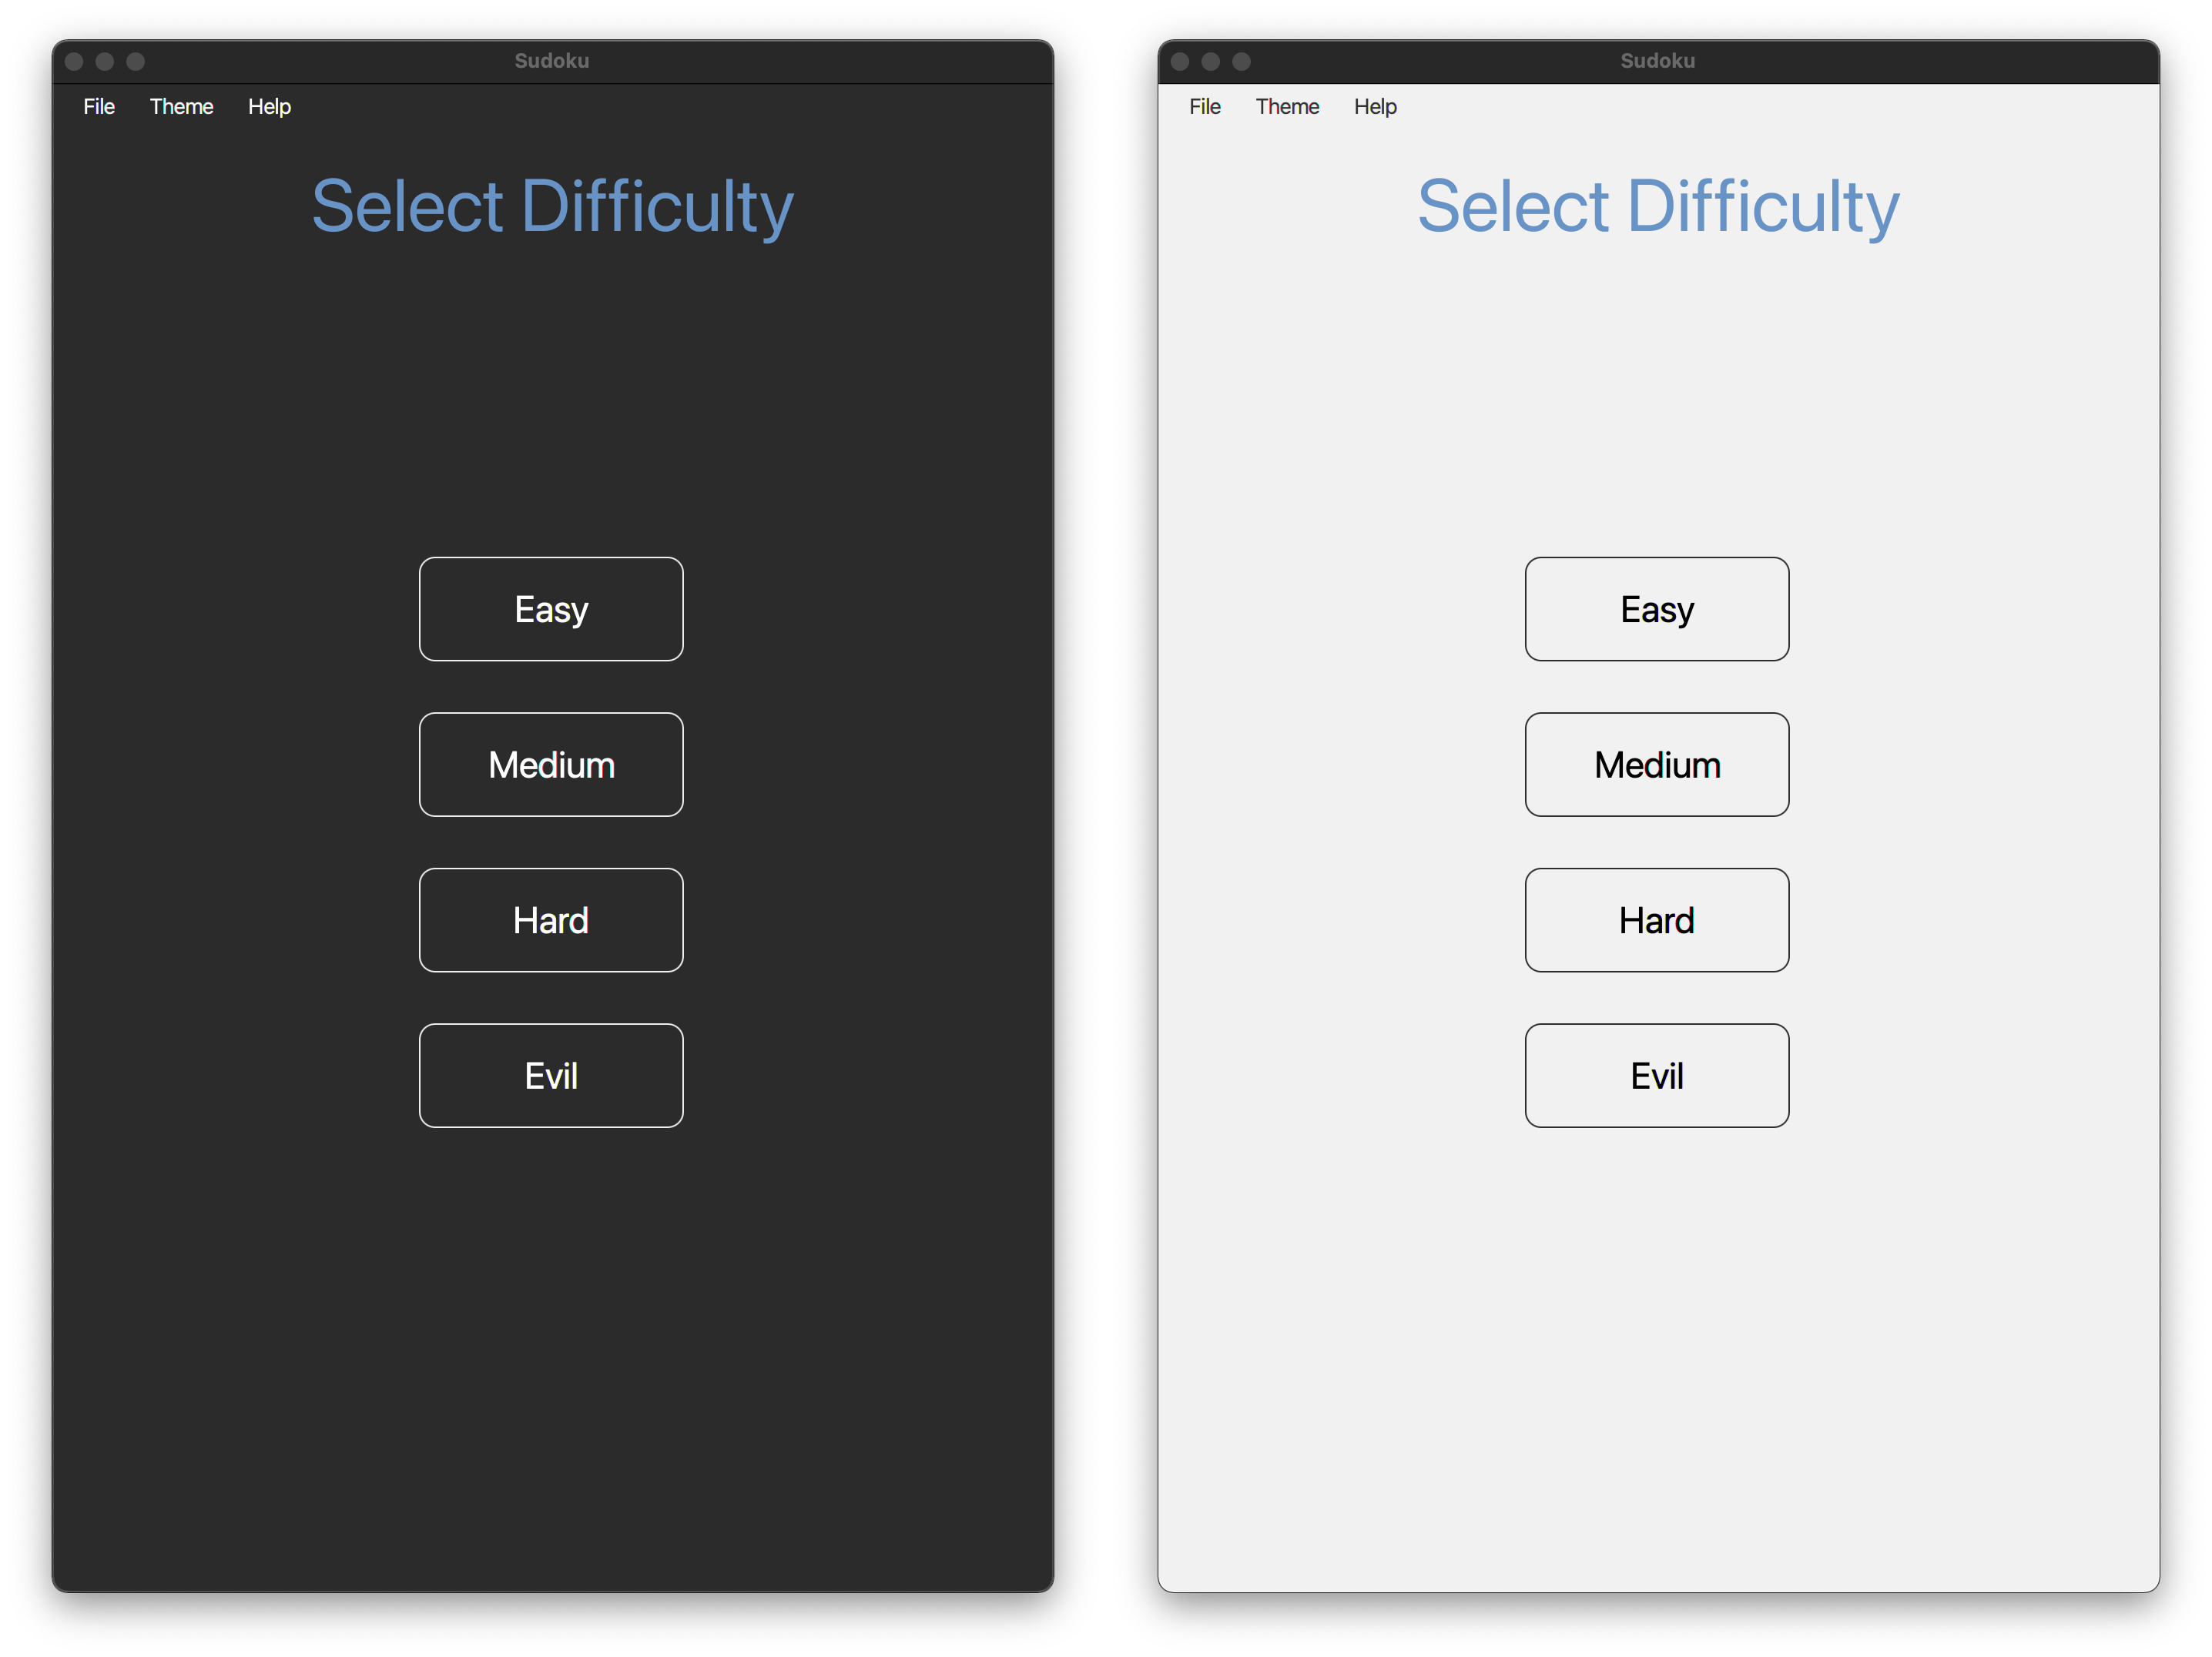 Sudoku
File Theme Help
Select Difficulty
Easy
Medium
Hard
Evil
Sudoku
File Theme Help
Select Difficulty
Easy
Medium
Hard
Evil